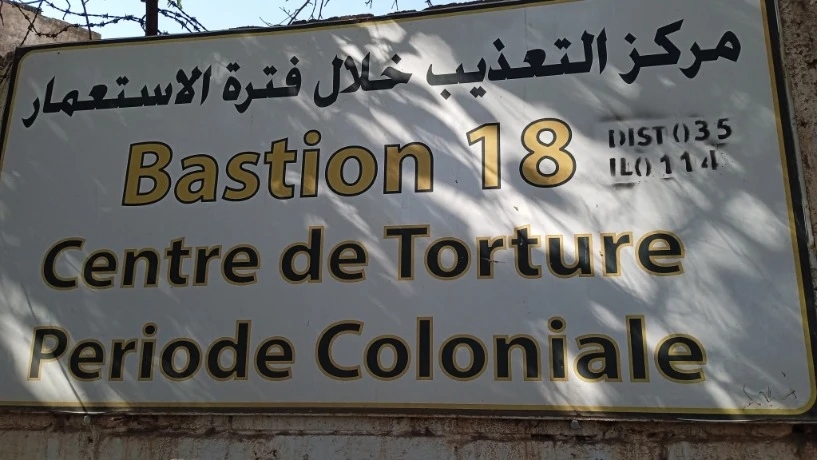 مركز التعذيب خلال فترة الاستعمار
Bastion 18
DIST 035
ILO 114
Centre de Torture
Periode Coloniale